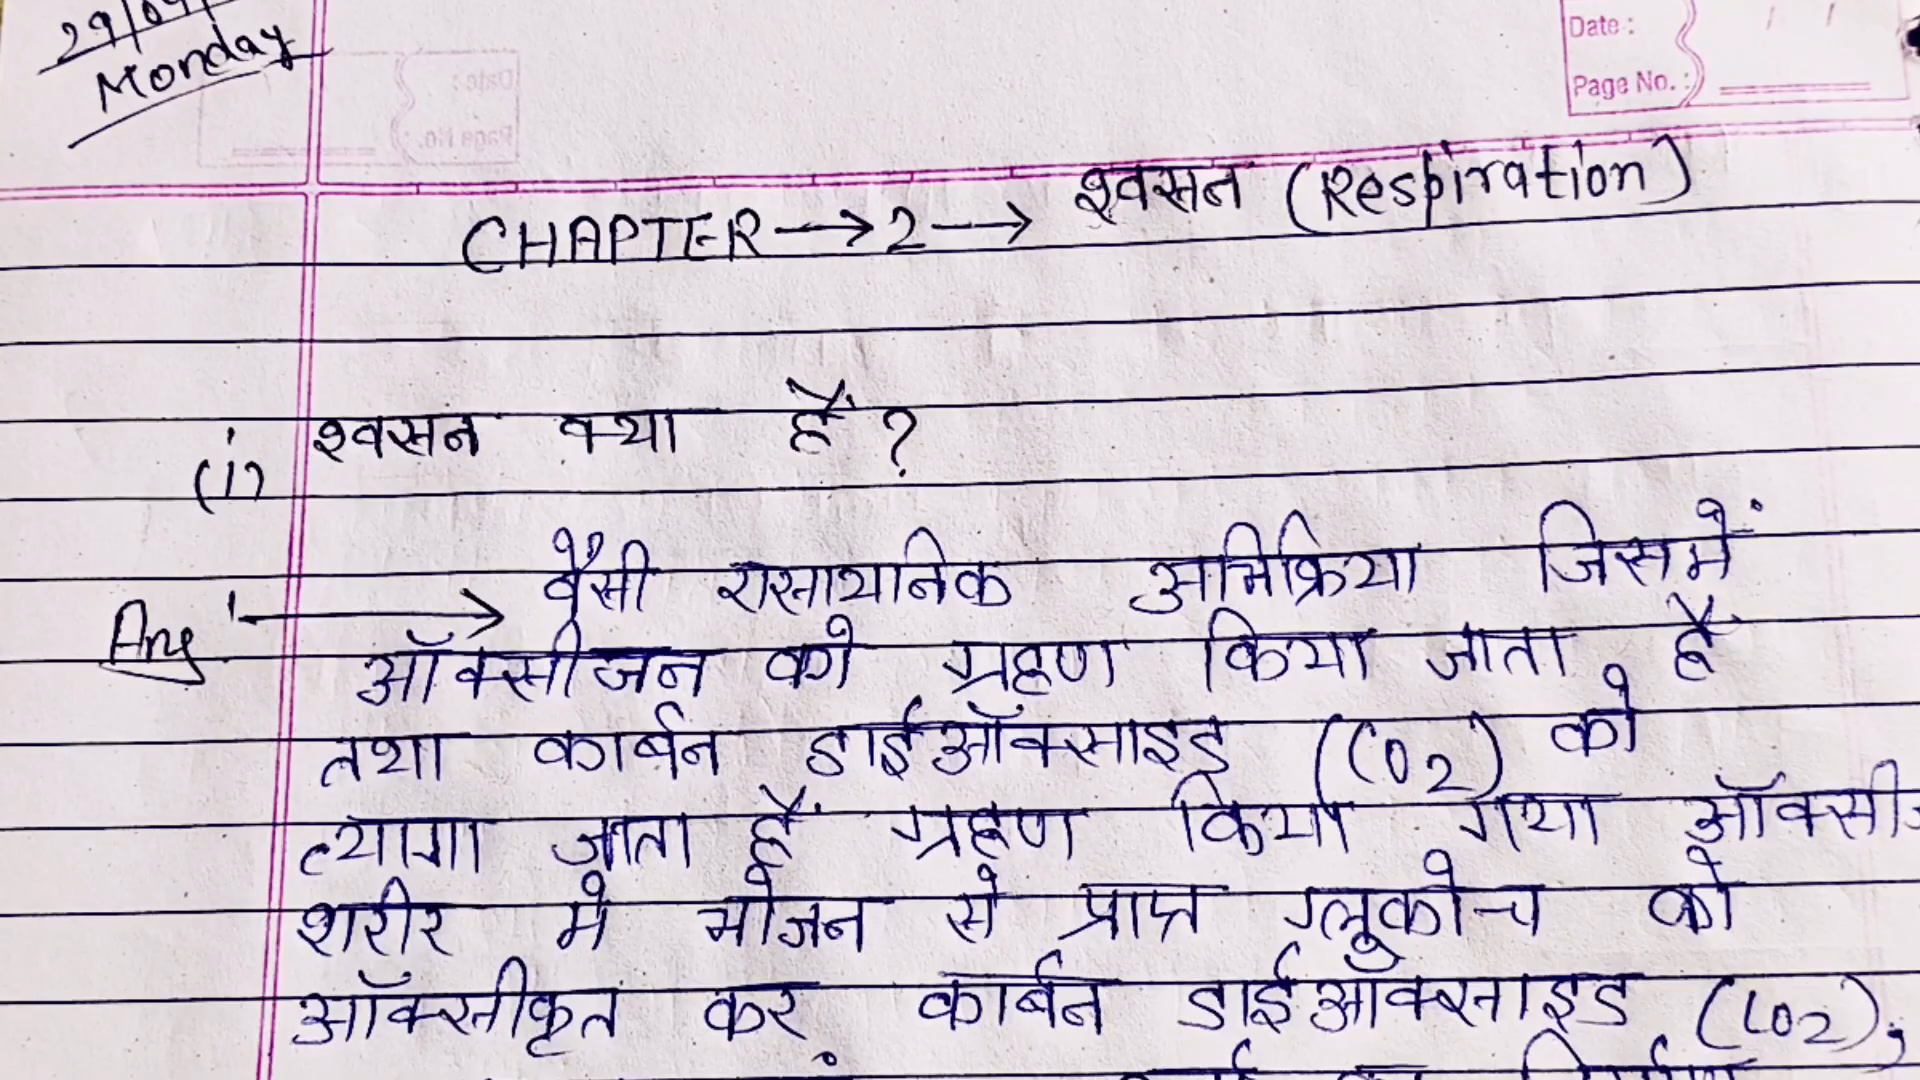 29/04/
Monday
Date :
Page No. :
CHAPTER → 2 → श्वसन (Respiration)
(i) श्वसन क्या हैं ?
Ans → वैसी रासायनिक अभिक्रिया जिसमें
ऑक्सीजन को ग्रहण किया जाता है
तथा कार्बन डाईऑक्साइड (CO2) को
त्यागा जाता है ग्रहण किया गया ऑक्सीज
शरीर मे भोजन से प्राप्त ग्लूकोच को
ऑक्सीकृत कर कार्बन डाईऑक्साइड (CO2),